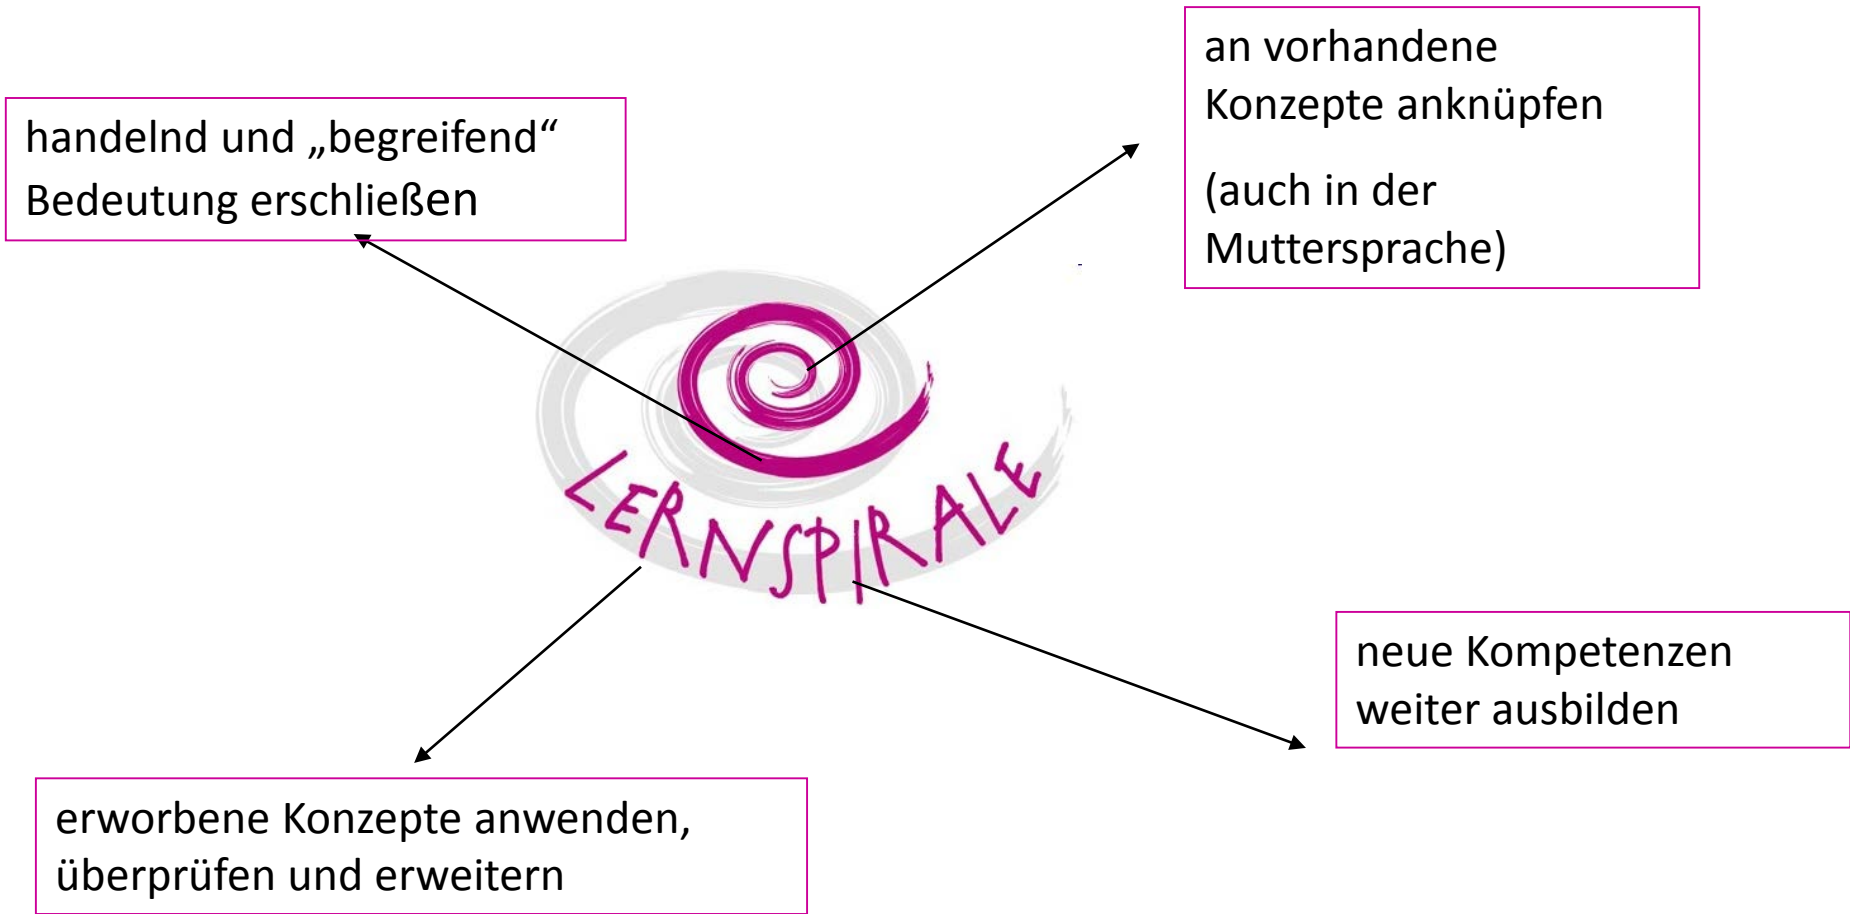 an vorhandene
Konzepte anknüpfen
(auch in der
Muttersprache)
handelnd und „begreifend“
Bedeutung erschließen
LERNSPIRALE
neue Kompetenzen
weiter ausbilden
erworbene Konzepte anwenden,
überprüfen und erweitern